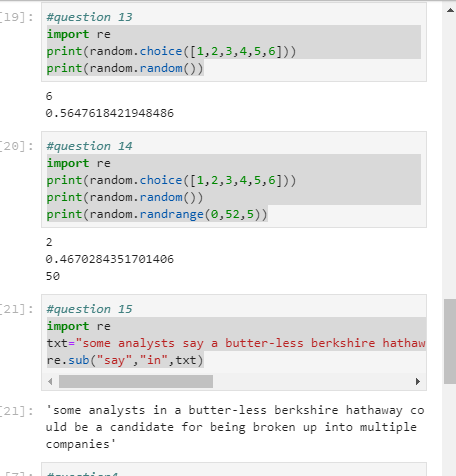 [19]:
#question 13
import re
print(random.choice([1,2,3,4,5,6]))
print(random.random())
6
0.5647618421948486
[20]:
#question 14
import re
print(random.choice([1,2,3,4,5,6]))
print(random.random())
print(random.randrange(0,52,5))
2
0.4670284351701406
50
[21]:
#question 15
import re
txt="some analysts say a butter-less berkshire hathaw
re.sub("say","in",txt)
[21]:
'some analysts in a butter-less berkshire hathaway co
uld be a candidate for being broken up into multiple
companies'